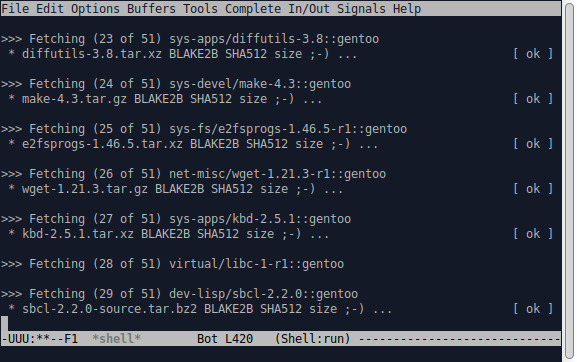 File Edit Options Buffers Tools Complete In/Out Signals Help
>>> Fetching (23 of 51) sys-apps/diffutils-3.8::gentoo
 * diffutils-3.8.tar.xz BLAKE2B SHA512 size ;-) ... [ ok ]
>>> Fetching (24 of 51) sys-devel/make-4.3::gentoo
 * make-4.3.tar.gz BLAKE2B SHA512 size ;-) ... [ ok ]
>>> Fetching (25 of 51) sys-fs/e2fsprogs-1.46.5-r1::gentoo
 * e2fsprogs-1.46.5.tar.xz BLAKE2B SHA512 size ;-) ... [ ok ]
>>> Fetching (26 of 51) net-misc/wget-1.21.3-r1::gentoo
 * wget-1.21.3.tar.gz BLAKE2B SHA512 size ;-) ... [ ok ]
>>> Fetching (27 of 51) sys-apps/kbd-2.5.1::gentoo
 * kbd-2.5.1.tar.xz BLAKE2B SHA512 size ;-) ... [ ok ]
>>> Fetching (28 of 51) virtual/libc-1-r1::gentoo
>>> Fetching (29 of 51) dev-lisp/sbcl-2.2.0::gentoo
 * sbcl-2.2.0-source.tar.bz2 BLAKE2B SHA512 size ;-) ... [ ok ]
-UUU:**--F1  *shell*        Bot L420   (Shell:run) -----------------------------